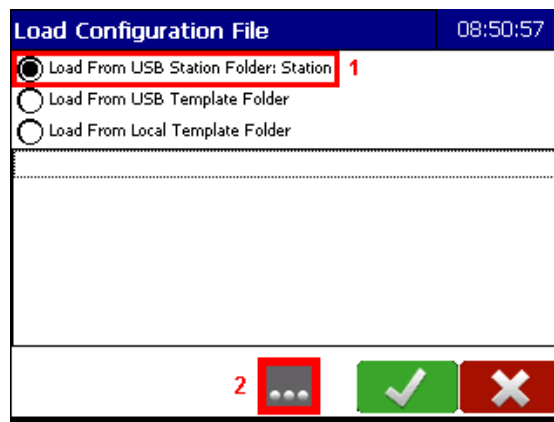 Load Configuration File 08:50:57
Load From USB Station Folder: Station 1
Load From USB Template Folder
Load From Local Template Folder
2 ...